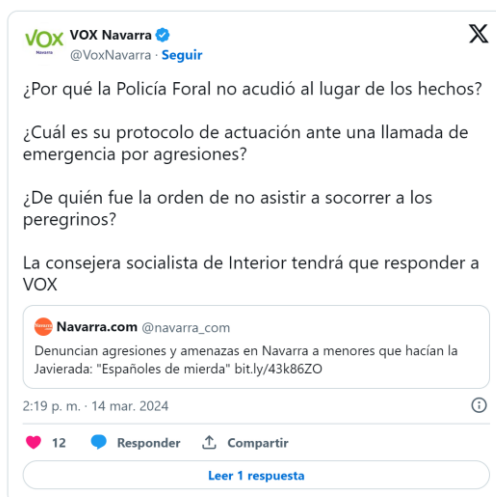 VOX
Navarra
VOX Navarra
@VoxNavarra · Seguir
¿Por qué la Policía Foral no acudió al lugar de los hechos?
¿Cuál es su protocolo de actuación ante una llamada de
emergencia por agresiones?
¿De quién fue la orden de no asistir a socorrer a los
peregrinos?
La consejera socialista de Interior tendrá que responder a
VOX
Navarra.com @navarra_com
Denuncian agresiones y amenazas en Navarra a menores que hacían la
Javierada: "Españoles de mierda" bit.ly/43k86ZO
2:19 p. m. · 14 mar. 2024
12 Responder Compartir
Leer 1 respuesta